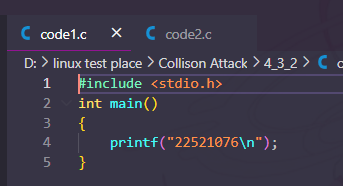 code1.c code2.c
D: > linux test place > Collison Attack > 4_3_2 >
1 #include <stdio.h>
2 int main()
3 {
4 printf("22521076\n");
5 }